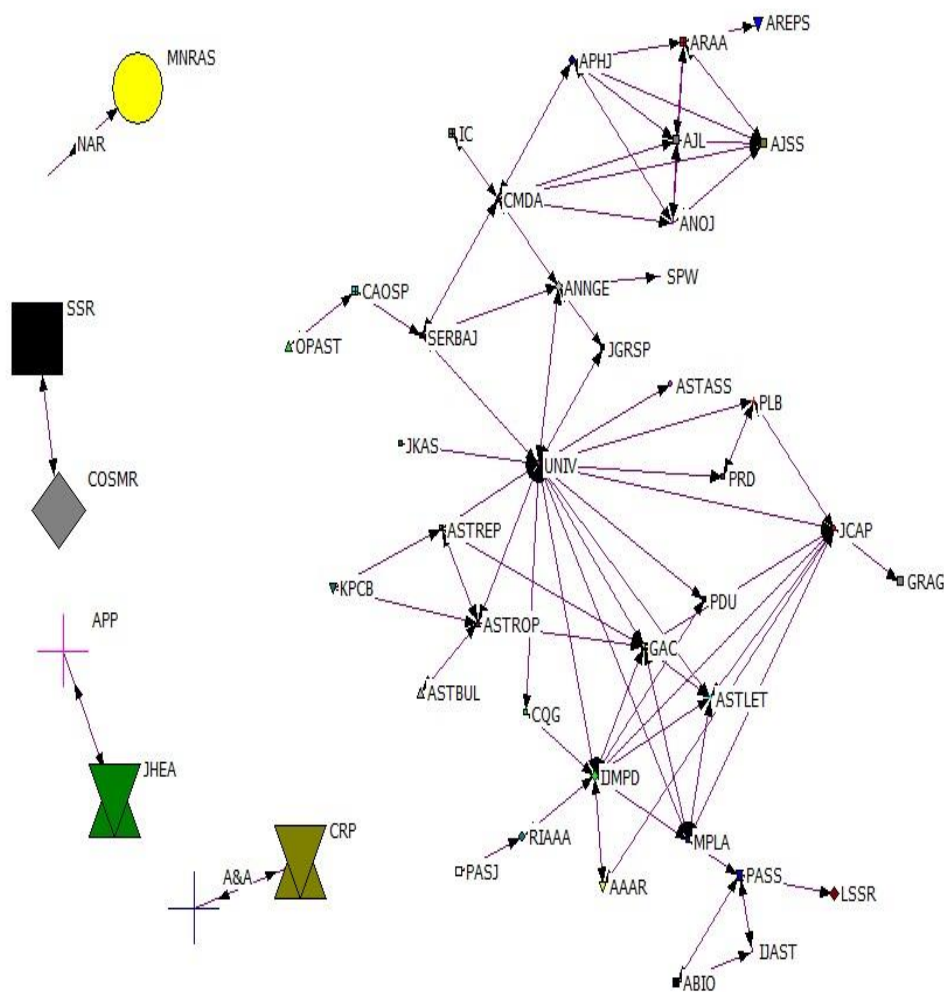 AREPS
MNRAS
ARAA
APHJ
IC
NAR
AJL
AJSS
CMDA
ANOJ
SPW
ANNGE
CAOSP
SSR
SERBAJ
OPAST
JGRSP
ASTASS
PLB
JKAS
UNIV
COSMR
PRD
ASTREP
JCAP
GRAG
KPCB
PDU
APP
ASTROP
GAC
ASTBUL
ASTLET
CQG
JHEA
IJMPD
CRP
RIAAA
MPLA
PASJ
A&A
PASS
AAAR
LSSR
IJAST
ABIO